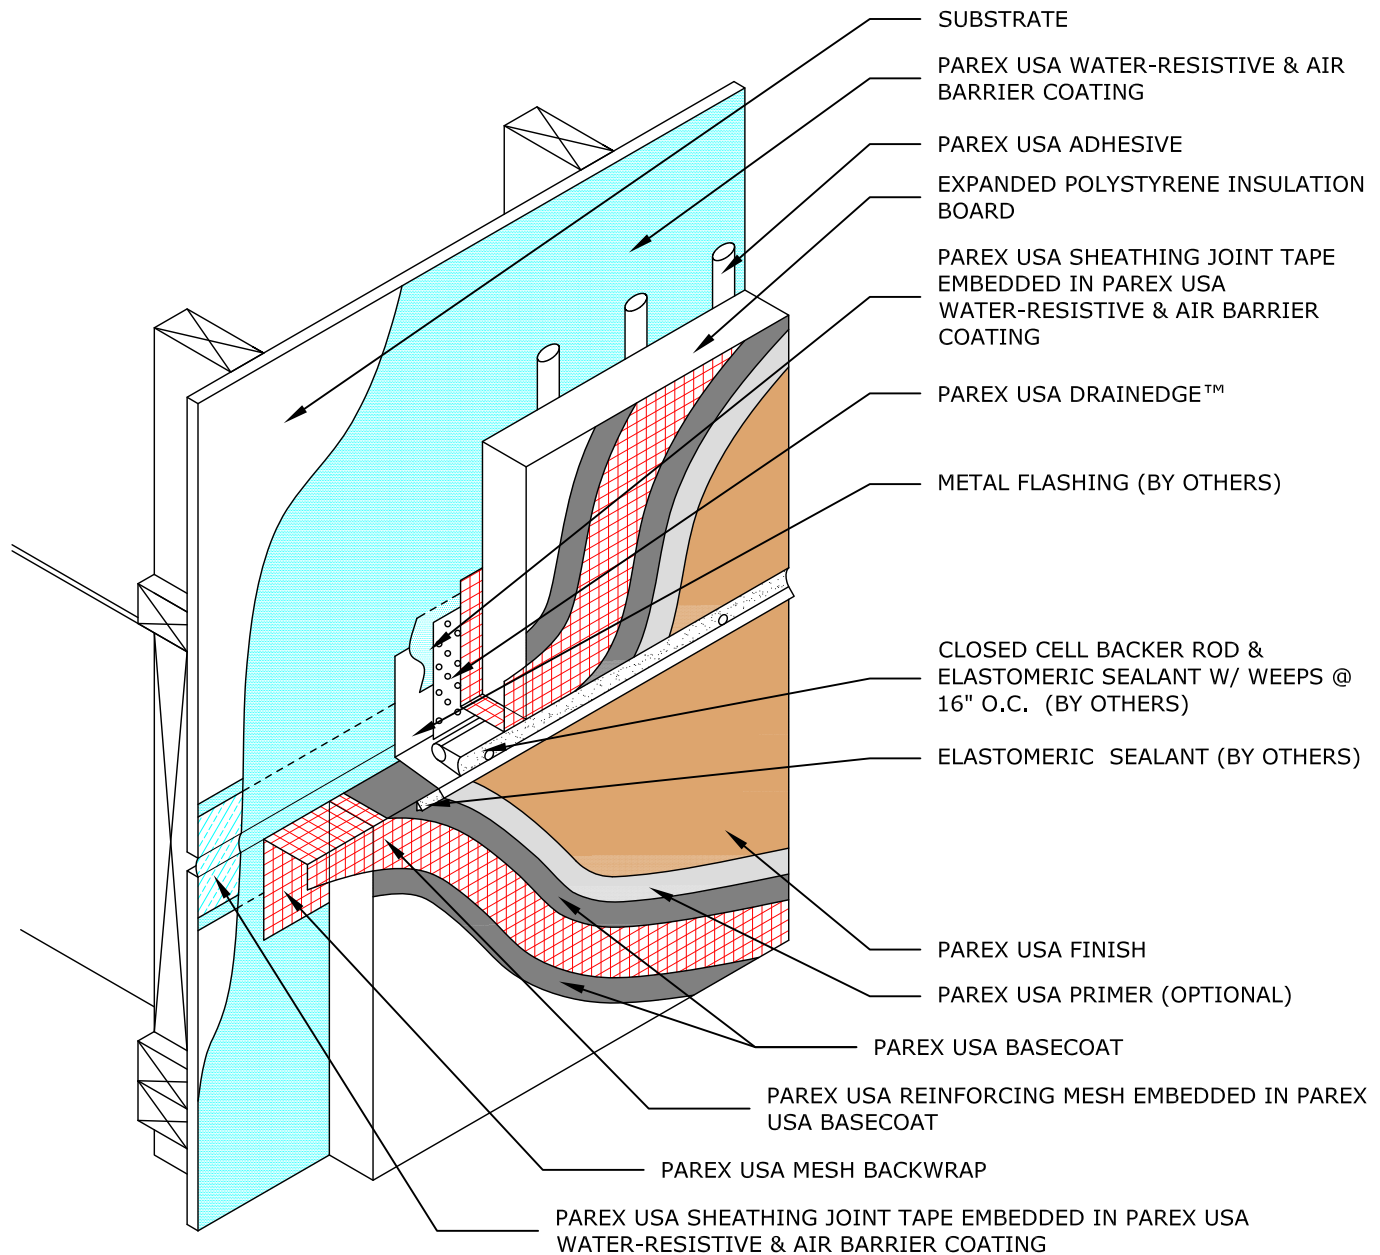 SUBSTRATE
PAREX USA WATER-RESISTIVE & AIR
BARRIER COATING
PAREX USA ADHESIVE
EXPANDED POLYSTYRENE INSULATION
BOARD
PAREX USA SHEATHING JOINT TAPE
EMBEDDED IN PAREX USA
WATER-RESISTIVE & AIR BARRIER
COATING
PAREX USA DRAINEDGE™
METAL FLASHING (BY OTHERS)
CLOSED CELL BACKER ROD &
ELASTOMERIC SEALANT W/ WEEPS @
16" O.C. (BY OTHERS)
ELASTOMERIC SEALANT (BY OTHERS)
PAREX USA FINISH
PAREX USA PRIMER (OPTIONAL)
PAREX USA BASECOAT
PAREX USA REINFORCING MESH EMBEDDED IN PAREX
USA BASECOAT
PAREX USA MESH BACKWRAP
PAREX USA SHEATHING JOINT TAPE EMBEDDED IN PAREX USA
WATER-RESISTIVE & AIR BARRIER COATING